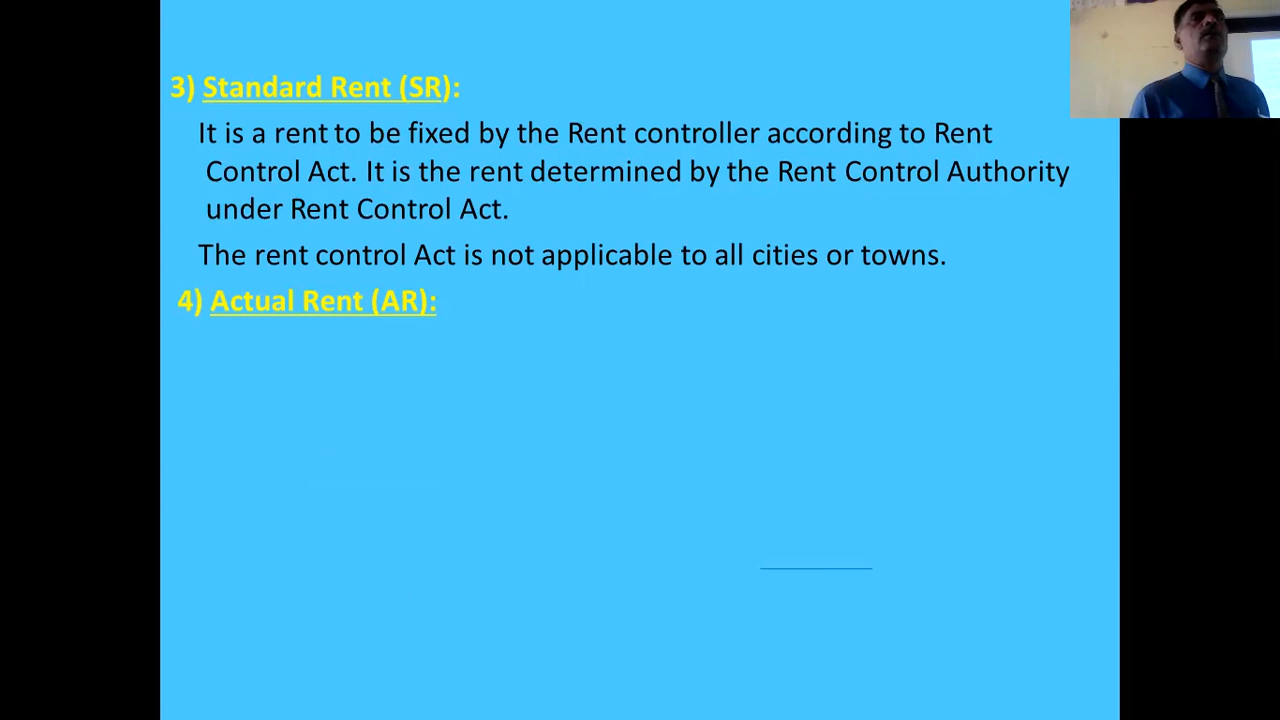 3) Standard Rent (SR):
It is a rent to be fixed by the Rent controller according to Rent
Control Act. It is the rent determined by the Rent Control Authority
under Rent Control Act.
The rent control Act is not applicable to all cities or towns.
4) Actual Rent (AR):